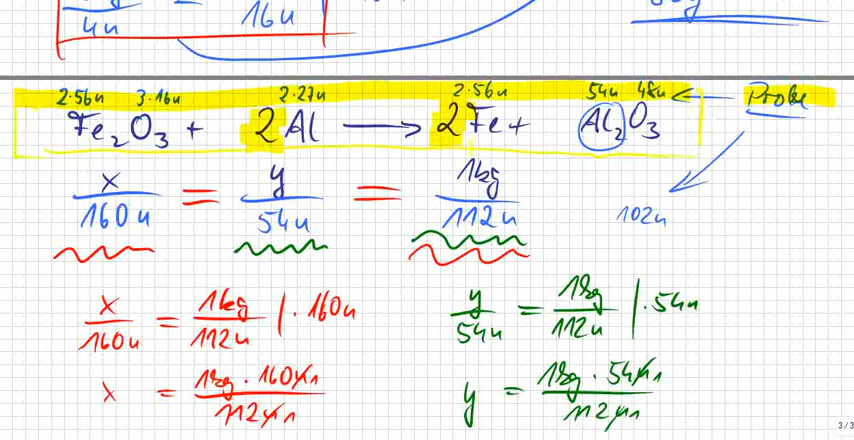 4u 16u
2·56u 3·16u 2·27u 2·56u 54u 48u Probe
Fe₂O₃ + 2Al → 2Fe + Al₂O₃
x/160u = y/54u = 1kg/112u 102u
x/160u = 1kg/112u | ·160u y/54u = 1kg/112u | ·54u
x = 1kg · 160u/112u y = 1kg · 54u/112u
3 / 3